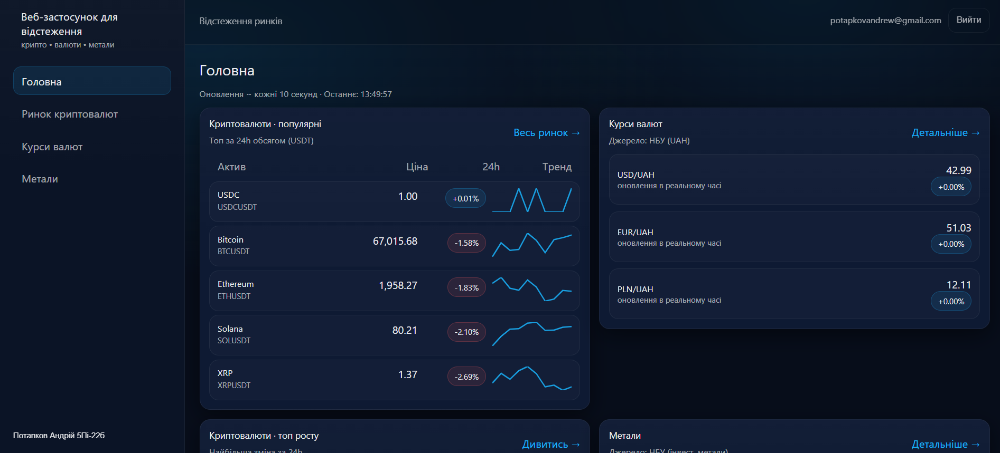 Веб-застосунок для
відстеження
крипто • валюти • метали
Головна
Ринок криптовалют
Курси валют
Метали
Потапков Андрій 5Пі-22б
Відстеження ринків
potapkovandrew@gmail.com
Вийти
Головна
Оновлення ~ кожні 10 секунд · Останнє: 13:49:57
Криптовалюти · популярні
Топ за 24h обсягом (USDT)
Весь ринок →
Актив Ціна 24h Тренд
USDC
USDCUSDT
1.00
+0.01%
Bitcoin
BTCUSDT
67,015.68
-1.58%
Ethereum
ETHUSDT
1,958.27
-1.83%
Solana
SOLUSDT
80.21
-2.10%
XRP
XRPUSDT
1.37
-2.69%
Курси валют
Джерело: НБУ (UAH)
Детальніше →
USD/UAH
оновлення в реальному часі
42.99
+0.00%
EUR/UAH
оновлення в реальному часі
51.03
+0.00%
PLN/UAH
оновлення в реальному часі
12.11
+0.00%
Криптовалюти · топ росту
Найбільша зміна за 24h
Дивитись →
Метали
Джерело: НБУ (інвест. метали)
Детальніше →